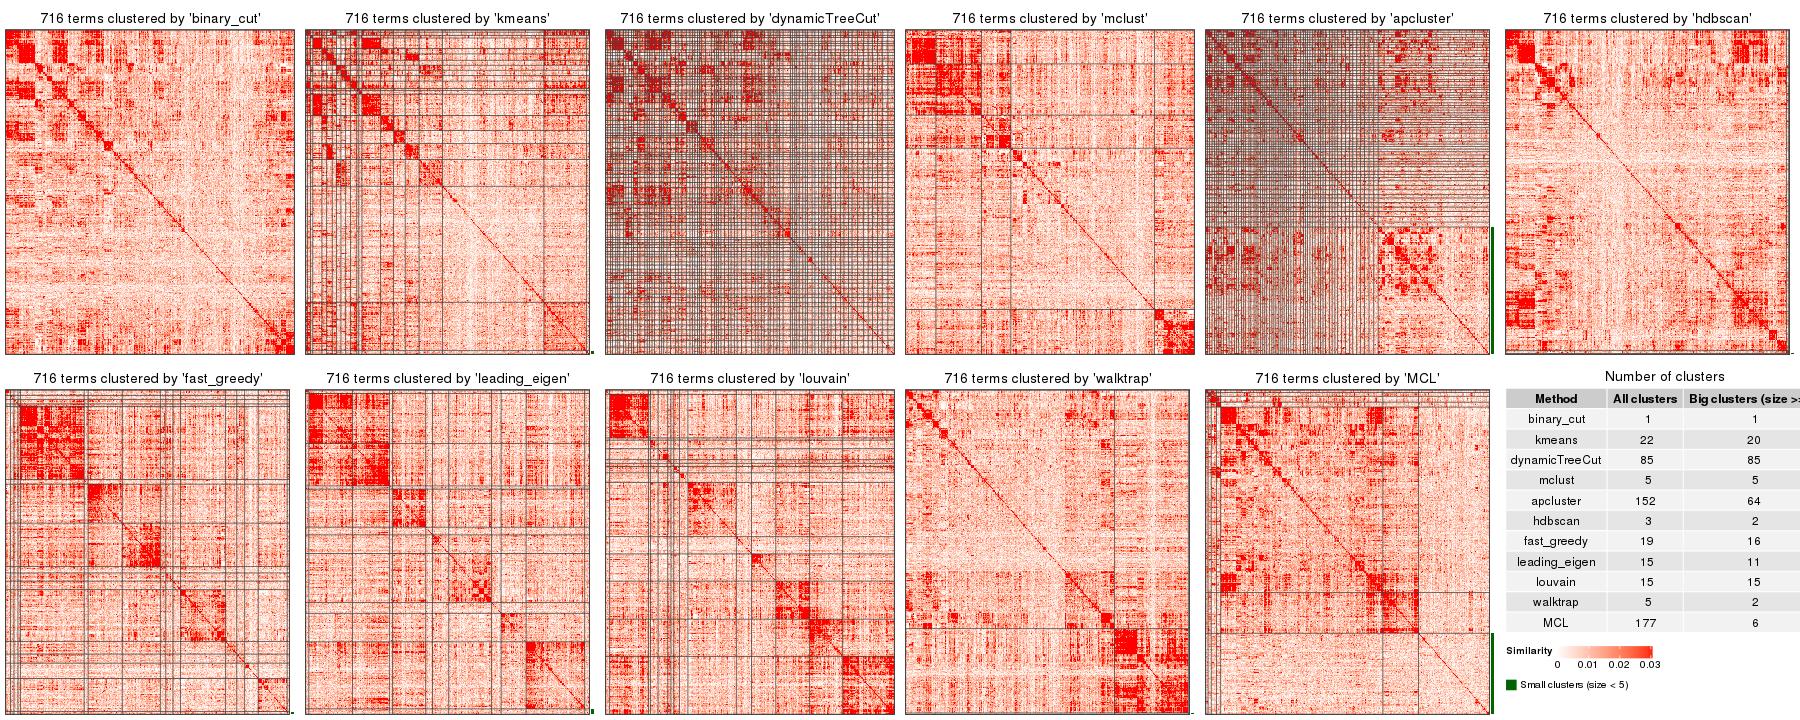 716 terms clustered by 'binary_cut'
716 terms clustered by 'kmeans'
716 terms clustered by 'dynamicTreeCut'
716 terms clustered by 'mclust'
716 terms clustered by 'apcluster'
716 terms clustered by 'hdbscan'
716 terms clustered by 'fast_greedy'
716 terms clustered by 'leading_eigen'
716 terms clustered by 'louvain'
716 terms clustered by 'walktrap'
716 terms clustered by 'MCL'
Number of clusters
Method All clusters Big clusters (size >
binary_cut 1 1
kmeans 22 20
dynamicTreeCut 85 85
mclust 5 5
apcluster 152 64
hdbscan 3 2
fast_greedy 19 16
leading_eigen 15 11
louvain 15 15
walktrap 5 2
MCL 177 6
Similarity
0 0.01 0.02 0.03
Small clusters (size < 5)